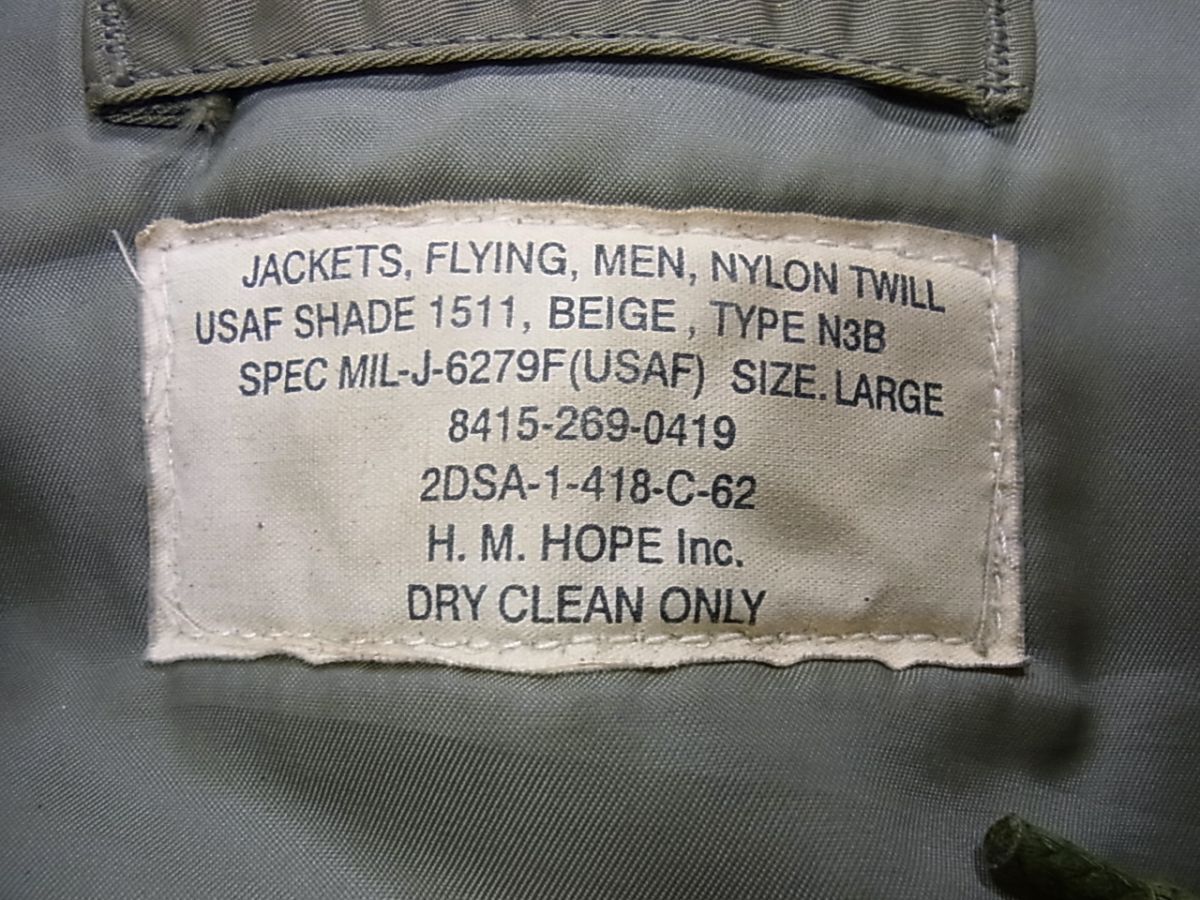 JACKETS, FLYING, MEN, NYLON TWILL
USAF SHADE 1511, BEIGE , TYPE N3B
SPEC MIL-J-6279F(USAF) SIZE. LARGE
8415-269-0419
2DSA-1-418-C-62
H. M. HOPE Inc.
DRY CLEAN ONLY